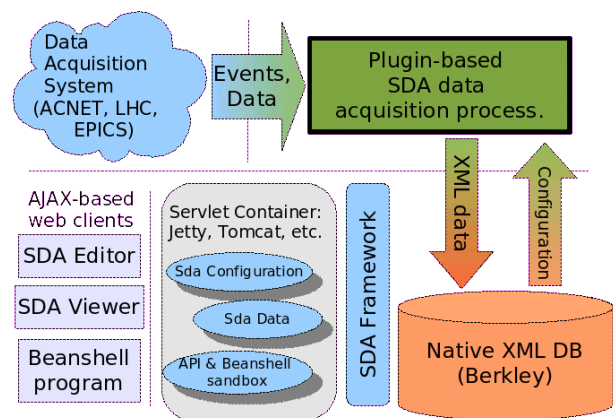 Data
Acquisition
System
(ACNET, LHC,
EPICS)
Events,
Data
Plugin-based
SDA data
acquisition process.
XML data
Configuration
AJAX-based
web clients
SDA Editor
SDA Viewer
Beanshell
program
Servlet Container:
Jetty, Tomcat, etc.
Sda Configuration
Sda Data
API & Beanshell
sandbox
SDA Framework
Native XML DB
(Berkley)